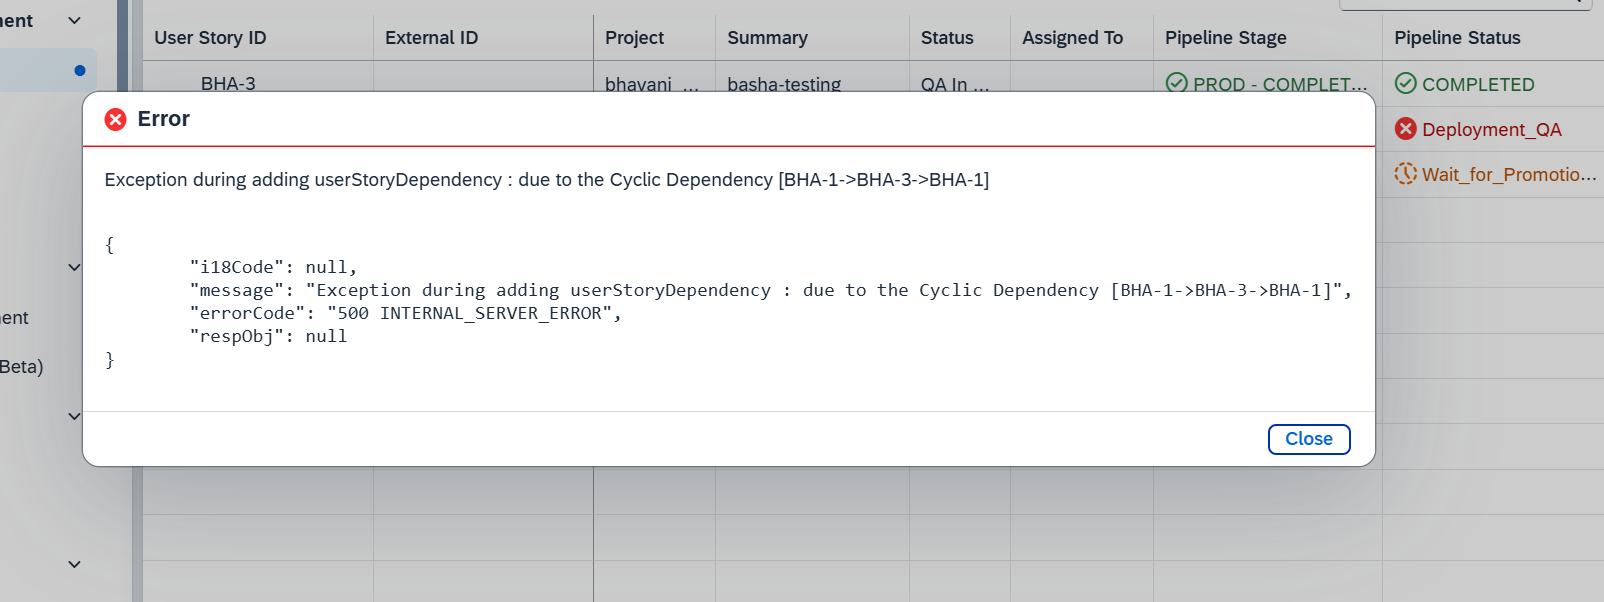 ment
User Story ID External ID Project Summary Status Assigned To Pipeline Stage Pipeline Status
BHA-3 bhavani ... basha-testing QA In ... PROD - COMPLET... COMPLETED
Error
Deployment_QA
Exception during adding userStoryDependency : due to the Cyclic Dependency [BHA-1->BHA-3->BHA-1]
Wait_for_Promotio...
{
"i18Code": null,
"message": "Exception during adding userStoryDependency : due to the Cyclic Dependency [BHA-1->BHA-3->BHA-1]",
"errorCode": "500 INTERNAL_SERVER_ERROR",
"respObj": null
}
ent
Beta)
Close